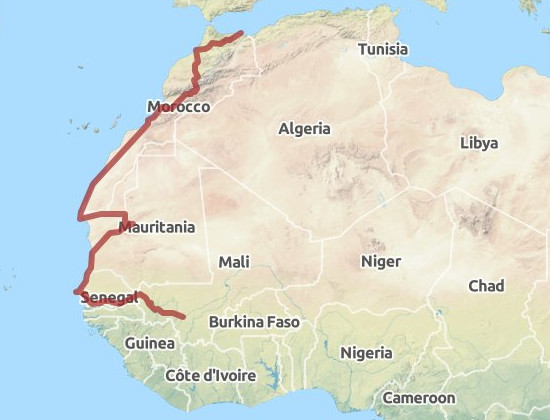 Tunisia
Morocco
Algeria
Libya
Mauritania
Mali
Niger
Chad
Senegal
Burkina Faso
Guinea
Nigeria
Côte d'Ivoire
Cameroon